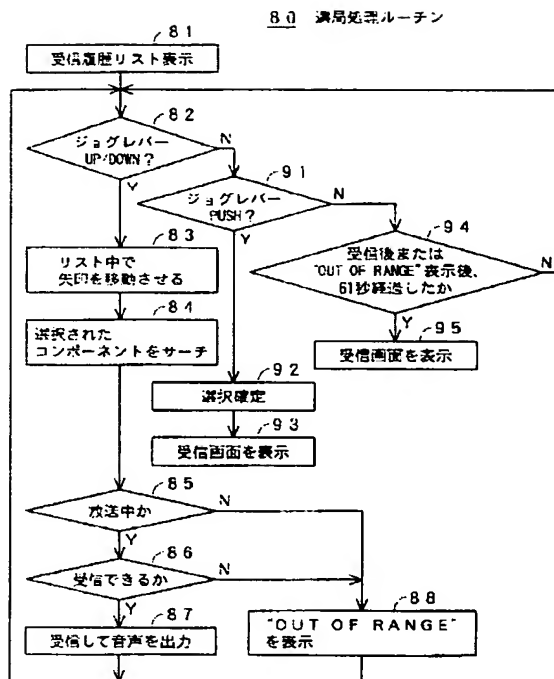 80 選局処理ルーチン
81
受信履歴リスト表示
82
ジョグレバー
UP/DOWN?
N
Y
91
ジョグレバー
PUSH?
N
Y
94
受信後または
"OUT OF RANGE"表示後、
61秒経過したか
N
Y
95
受信画面を表示
83
リスト中で
矢印を移動させる
84
選択された
コンポーネントをサーチ
92
選択確定
93
受信画面を表示
85
放送中か
N
Y
86
受信できるか
N
Y
87
受信して音声を出力
88
"OUT OF RANGE"
を表示